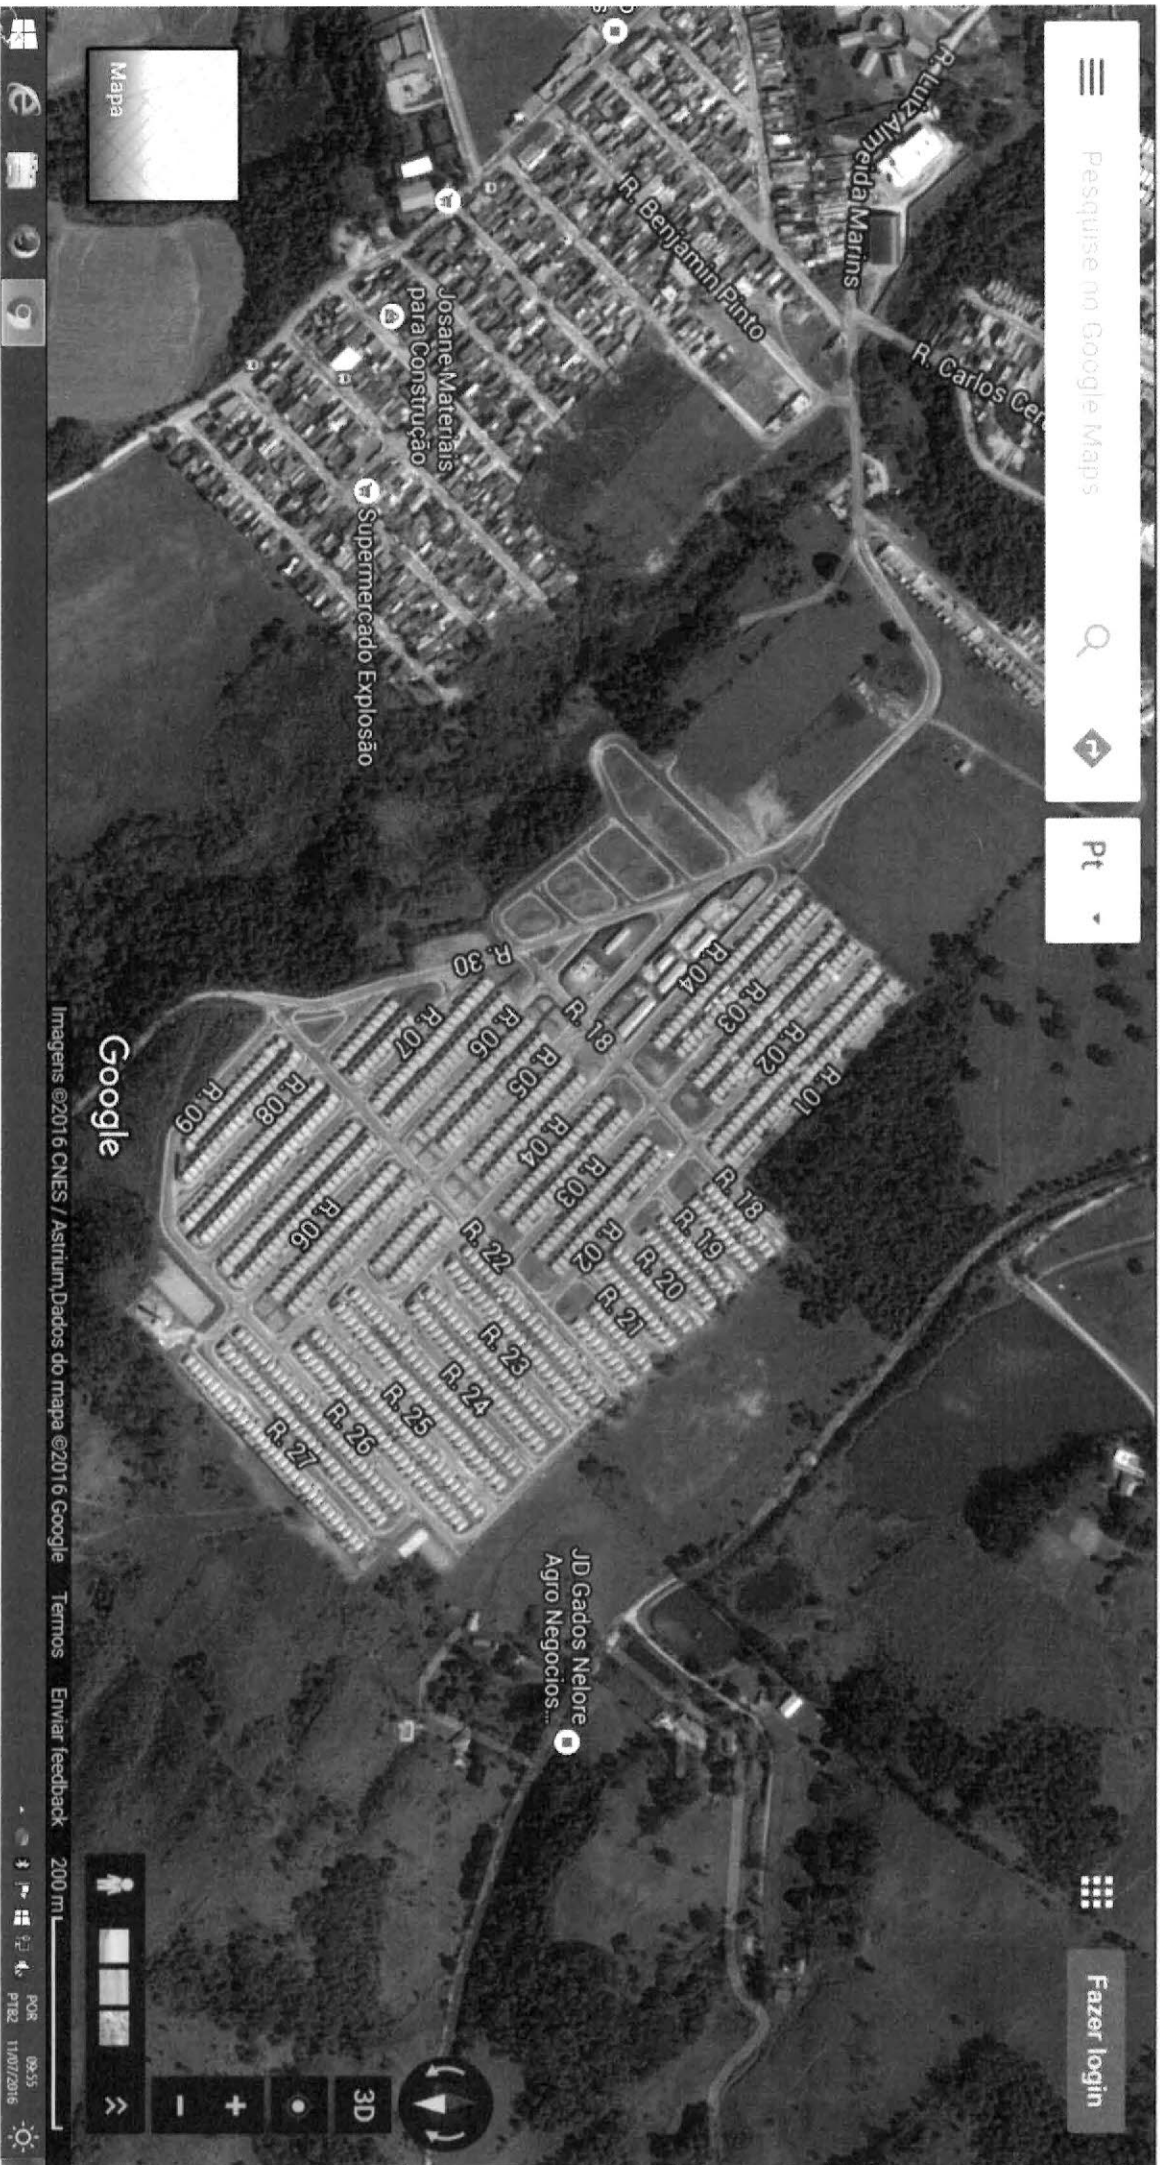 Pesquise no Google Maps
Pt
Fazer login
R. Luiz Almeida Marins
R. Carlos
R. Benjamin Pinto
Josane Materiais
para Construção
Supermercado Explosão
R. 01
R. 02
R. 03
R. 04
R. 18
R. 30
R. 18
R. 19
R. 20
R. 21
R. 02
R. 03
R. 04
R. 05
R. 06
R. 07
R. 22
R. 23
R. 24
R. 25
R. 26
R. 27
R. 06
R. 08
R. 09
JD Gados Nelore
Agro Negocios...
3D
Mapa
Google
Imagens ©2016 CNES / Astrium,Dados do mapa ©2016 Google Termos Enviar feedback 200 m
POR 09:55
PTB2 11/07/2016